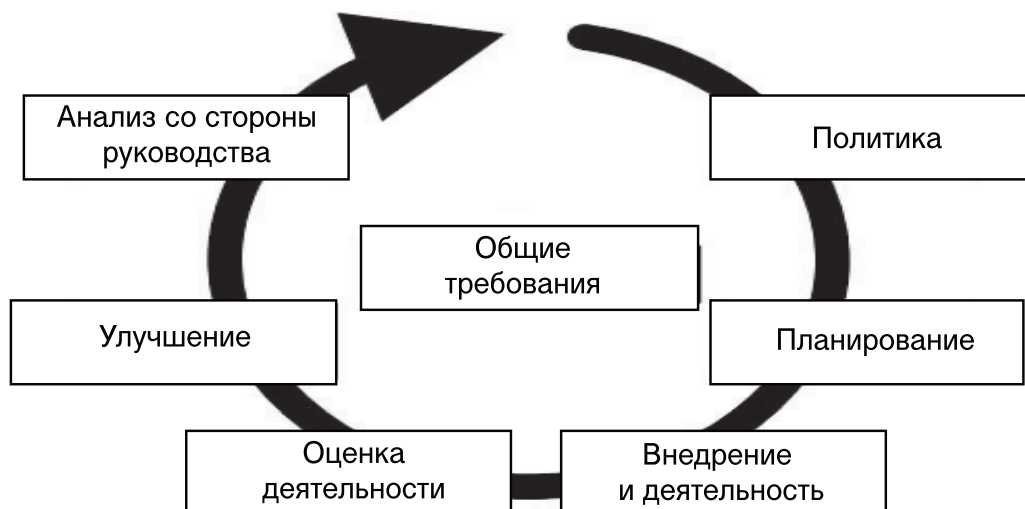 Анализ со стороны
руководства
Политика
Общие
требования
Улучшение
Планирование
Оценка
деятельности
Внедрение
и деятельность